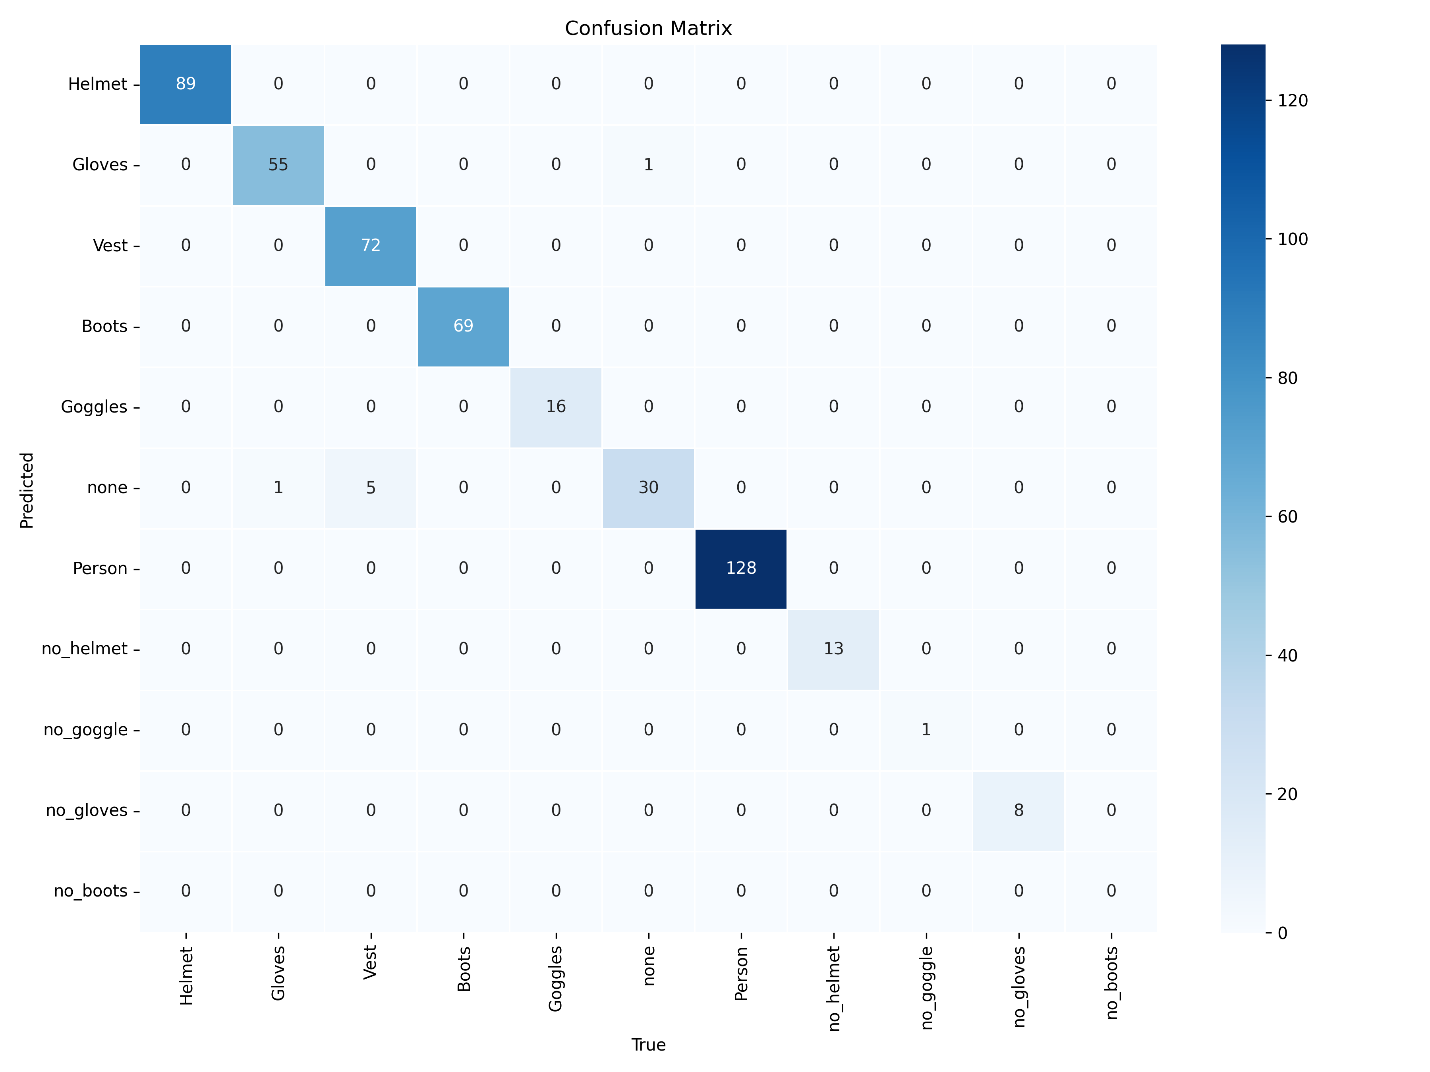 Confusion Matrix
Helmet 89 0 0 0 0 0 0 0 0 0 0
Gloves 0 55 0 0 0 1 0 0 0 0 0
Vest 0 0 72 0 0 0 0 0 0 0 0
Boots 0 0 0 69 0 0 0 0 0 0 0
Goggles 0 0 0 0 16 0 0 0 0 0 0
none 0 1 5 0 0 30 0 0 0 0 0
Person 0 0 0 0 0 0 128 0 0 0 0
no_helmet 0 0 0 0 0 0 0 13 0 0 0
no_goggle 0 0 0 0 0 0 0 0 1 0 0
no_gloves 0 0 0 0 0 0 0 0 0 8 0
no_boots 0 0 0 0 0 0 0 0 0 0 0
Predicted
Helmet Gloves Vest Boots Goggles none Person no_helmet no_goggle no_gloves no_boots
True
120
100
80
60
40
20
0